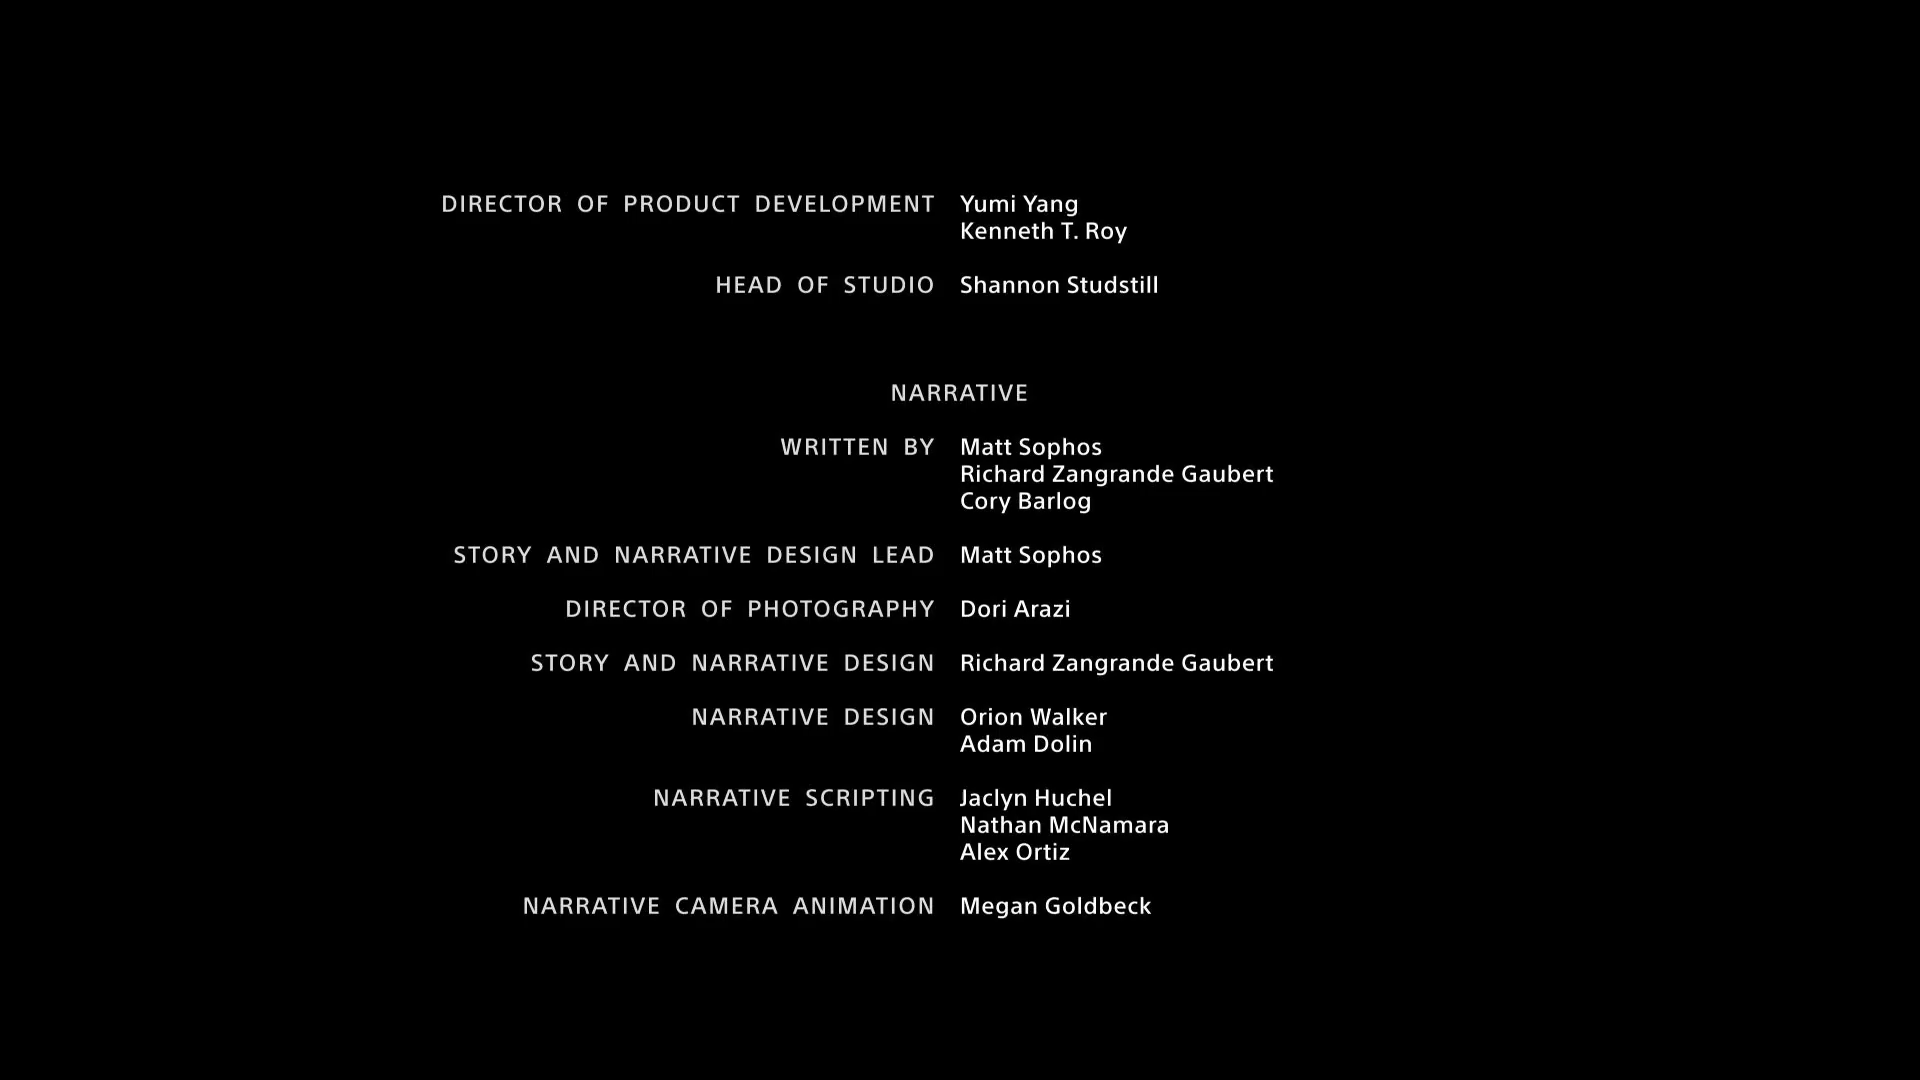 DIRECTOR OF PRODUCT DEVELOPMENT Yumi Yang
Kenneth T. Roy
HEAD OF STUDIO Shannon Studstill
NARRATIVE
WRITTEN BY Matt Sophos
Richard Zangrande Gaubert
Cory Barlog
STORY AND NARRATIVE DESIGN LEAD Matt Sophos
DIRECTOR OF PHOTOGRAPHY Dori Arazi
STORY AND NARRATIVE DESIGN Richard Zangrande Gaubert
NARRATIVE DESIGN Orion Walker
Adam Dolin
NARRATIVE SCRIPTING Jaclyn Huchel
Nathan McNamara
Alex Ortiz
NARRATIVE CAMERA ANIMATION Megan Goldbeck